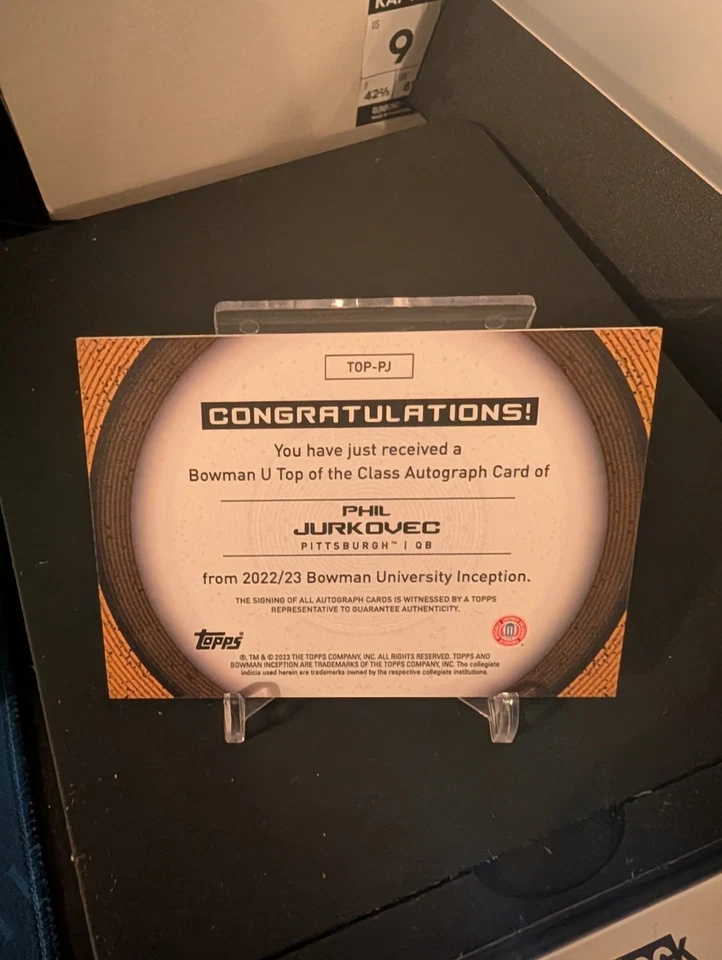 US
9
42⅔
TOP-PJ
CONGRATULATIONS!
You have just received a
Bowman U Top of the Class Autograph Card of
PHIL
JURKOVEC
PITTSBURGH™ | QB
from 2022/23 Bowman University Inception.
THE SIGNING OF ALL AUTOGRAPH CARDS IS WITNESSED BY A TOPPS
REPRESENTATIVE TO GUARANTEE AUTHENTICITY.
Topps®
®, TM & © 2023 THE TOPPS COMPANY, INC. ALL RIGHTS RESERVED. TOPPS AND
BOWMAN INCEPTION ARE TRADEMARKS OF THE TOPPS COMPANY, INC. The collegiate
indicia used herein are trademarks owned by the respective collegiate institutions.